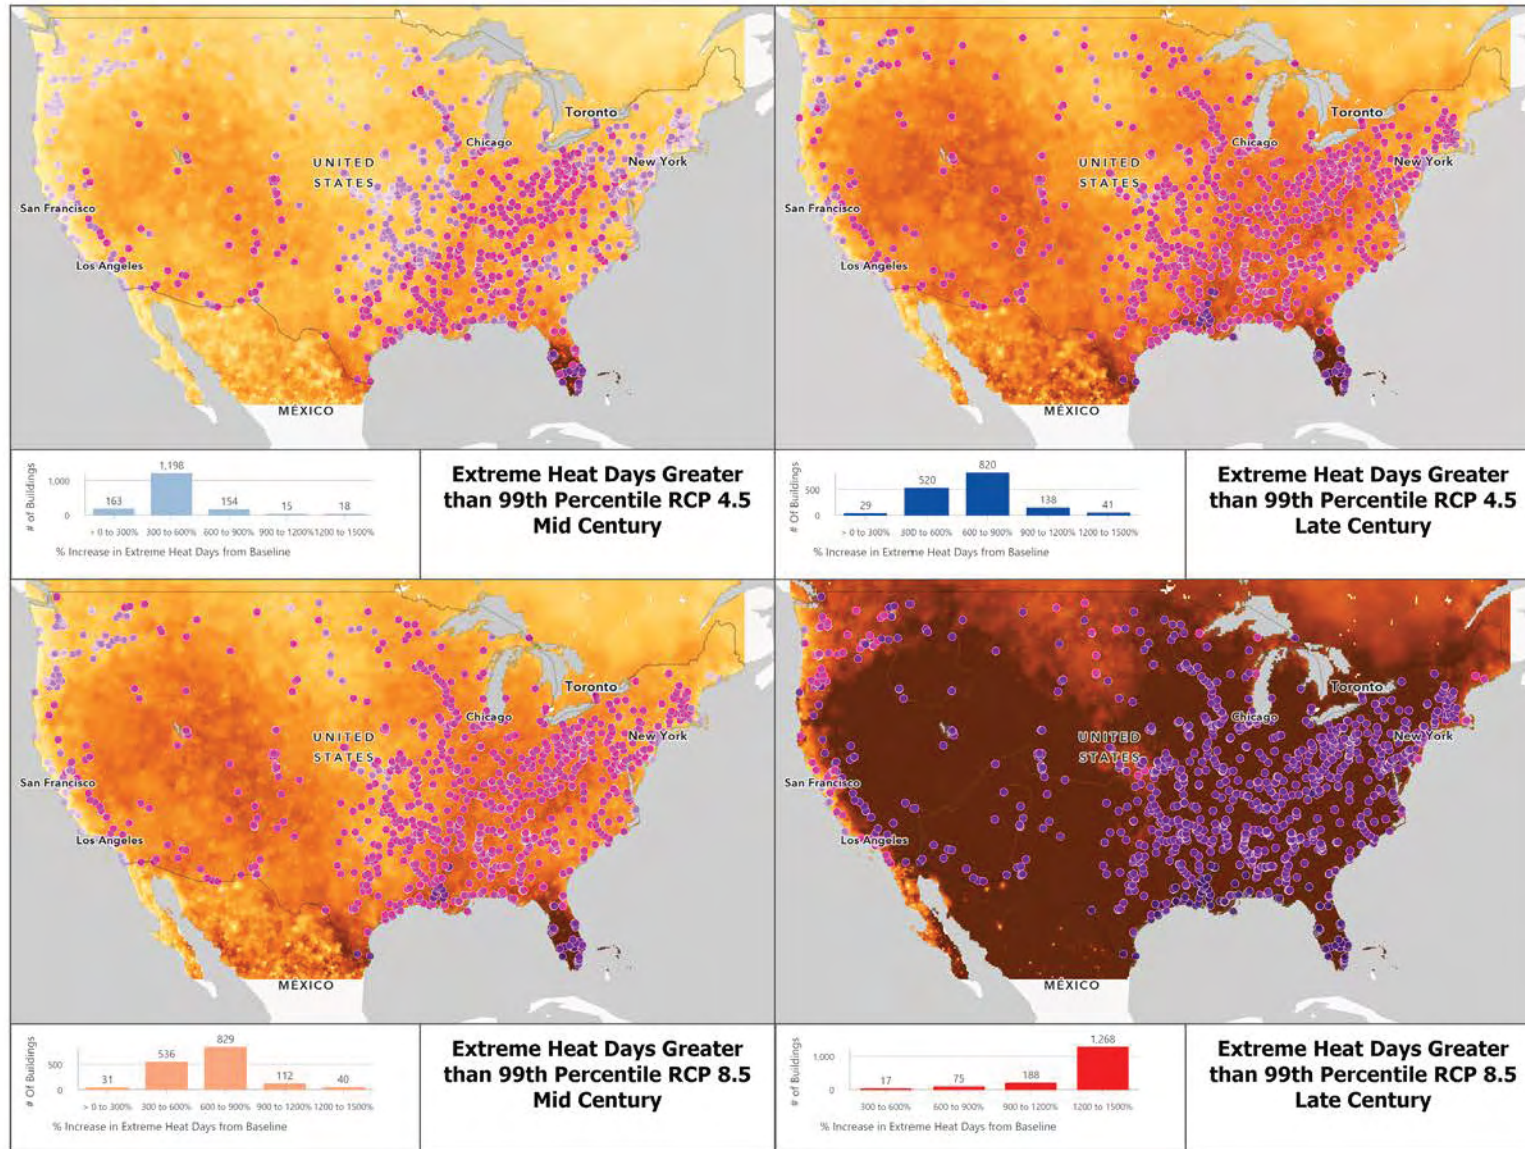 Toronto
Chicago
UNITED
STATES
New York
San Francisco
Los Angeles
MÉXICO
# of Buildings
1,000
0
163
1,198
154
15
18
> 0 to 300%
300 to 600%
600 to 900%
900 to 1200%
1200 to 1500%
% Increase in Extreme Heat Days from Baseline
Extreme Heat Days Greater
than 99th Percentile RCP 4.5
Mid Century
Toronto
Chicago
UNITED
STATES
New York
San Francisco
Los Angeles
MÉXICO
# Of Buildings
500
0
29
520
820
138
41
> 0 to 300%
300 to 600%
600 to 900%
900 to 1200%
1200 to 1500%
% Increase in Extreme Heat Days from Baseline
Extreme Heat Days Greater
than 99th Percentile RCP 4.5
Late Century
Toronto
Chicago
UNITED
STATES
New York
San Francisco
Los Angeles
MÉXICO
# Of Buildings
500
0
31
536
829
112
40
> 0 to 300%
300 to 600%
600 to 900%
900 to 1200%
1200 to 1500%
% Increase in Extreme Heat Days from Baseline
Extreme Heat Days Greater
than 99th Percentile RCP 8.5
Mid Century
Toronto
Chicago
UNITED
STATES
New York
San Francisco
Los Angeles
MÉXICO
# of Buildings
1,000
0
17
75
188
1,268
300 to 600%
600 to 900%
900 to 1200%
1200 to 1500%
% Increase in Extreme Heat Days from Baseline
Extreme Heat Days Greater
than 99th Percentile RCP 8.5
Late Century